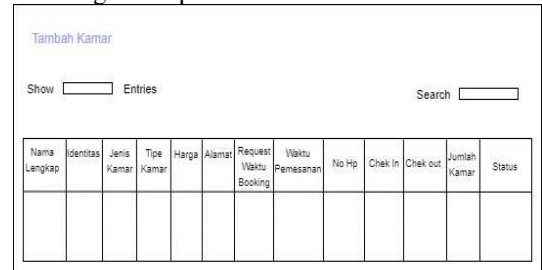 Tambah Kamar
Show Entries Search
Nama Lengkap Identitas Jenis Kamar Tipe Kamar Harga Alamat Request Waktu Booking Waktu Pemesanan No Hp Chek In Chek out Jumlah Kamar Status